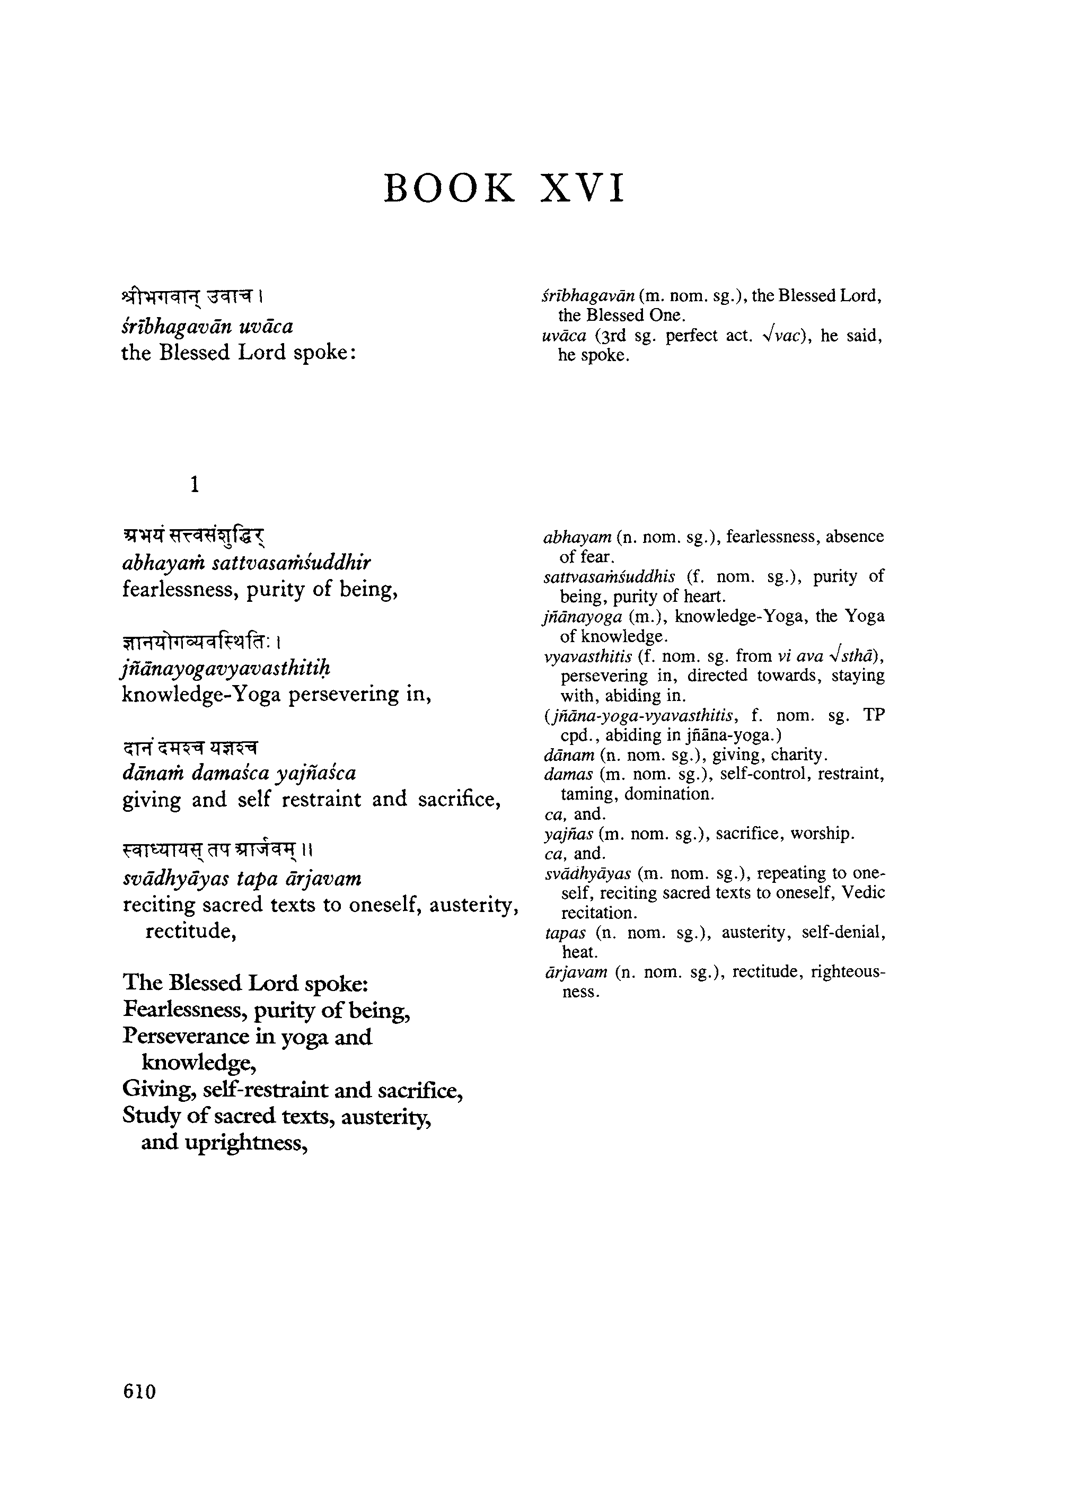 BOOK XVI
श्रीभगवान् उवाच ।
śrībhagavān uvāca
the Blessed Lord spoke:
śrībhagavān (m. nom. sg.), the Blessed Lord,
the Blessed One.
uvāca (3rd sg. perfect act. √vac), he said,
he spoke.
1
अभयं सत्त्वसंशुद्धिर्
abhayaṁ sattvasaṁśuddhir
fearlessness, purity of being,
ज्ञानयोगव्यवस्थितिः ।
jñānayogavyavasthitiḥ
knowledge-Yoga persevering in,
दानं दमश्च यज्ञश्च
dānaṁ damaśca yajñaśca
giving and self restraint and sacrifice,
स्वाध्यायस् तप आर्जवम् ॥
svādhyāyas tapa ārjavam
reciting sacred texts to oneself, austerity,
rectitude,
The Blessed Lord spoke:
Fearlessness, purity of being,
Perseverance in yoga and
knowledge,
Giving, self-restraint and sacrifice,
Study of sacred texts, austerity,
and uprightness,
abhayam (n. nom. sg.), fearlessness, absence
of fear.
sattvasaṁśuddhis (f. nom. sg.), purity of
being, purity of heart.
jñānayoga (m.), knowledge-Yoga, the Yoga
of knowledge.
vyavasthitis (f. nom. sg. from vi ava √sthā),
persevering in, directed towards, staying
with, abiding in.
(jñāna-yoga-vyavasthitis, f. nom. sg. TP
cpd., abiding in jñāna-yoga.)
dānam (n. nom. sg.), giving, charity.
damas (m. nom. sg.), self-control, restraint,
taming, domination.
ca, and.
yajñas (m. nom. sg.), sacrifice, worship.
ca, and.
svādhyāyas (m. nom. sg.), repeating to one-
self, reciting sacred texts to oneself, Vedic
recitation.
tapas (n. nom. sg.), austerity, self-denial,
heat.
ārjavam (n. nom. sg.), rectitude, righteous-
ness.
610